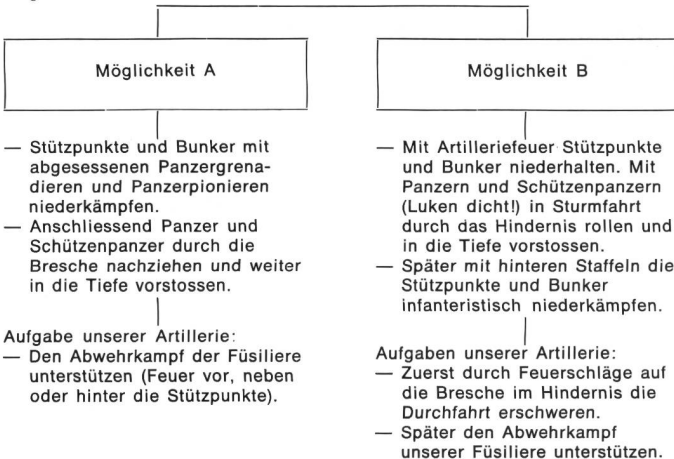 Möglichkeit A
— Stützpunkte und Bunker mit
abgesessenen Panzergrena-
dieren und Panzerpionieren
niederkämpfen.
— Anschliessend Panzer und
Schützenpanzer durch die
Bresche nachziehen und weiter
in die Tiefe vorstossen.
Aufgabe unserer Artillerie:
— Den Abwehrkampf der Füsiliere
unterstützen (Feuer vor, neben
oder hinter die Stützpunkte).
Möglichkeit B
— Mit Artilleriefeuer Stützpunkte
und Bunker niederhalten. Mit
Panzern und Schützenpanzern
(Luken dicht!) in Sturmfahrt
durch das Hindernis rollen und
in die Tiefe vorstossen.
— Später mit hinteren Staffeln die
Stützpunkte und Bunker
infanteristisch niederkämpfen.
Aufgaben unserer Artillerie:
— Zuerst durch Feuerschläge auf
die Bresche im Hindernis die
Durchfahrt erschweren.
— Später den Abwehrkampf
unserer Füsiliere unterstützen.